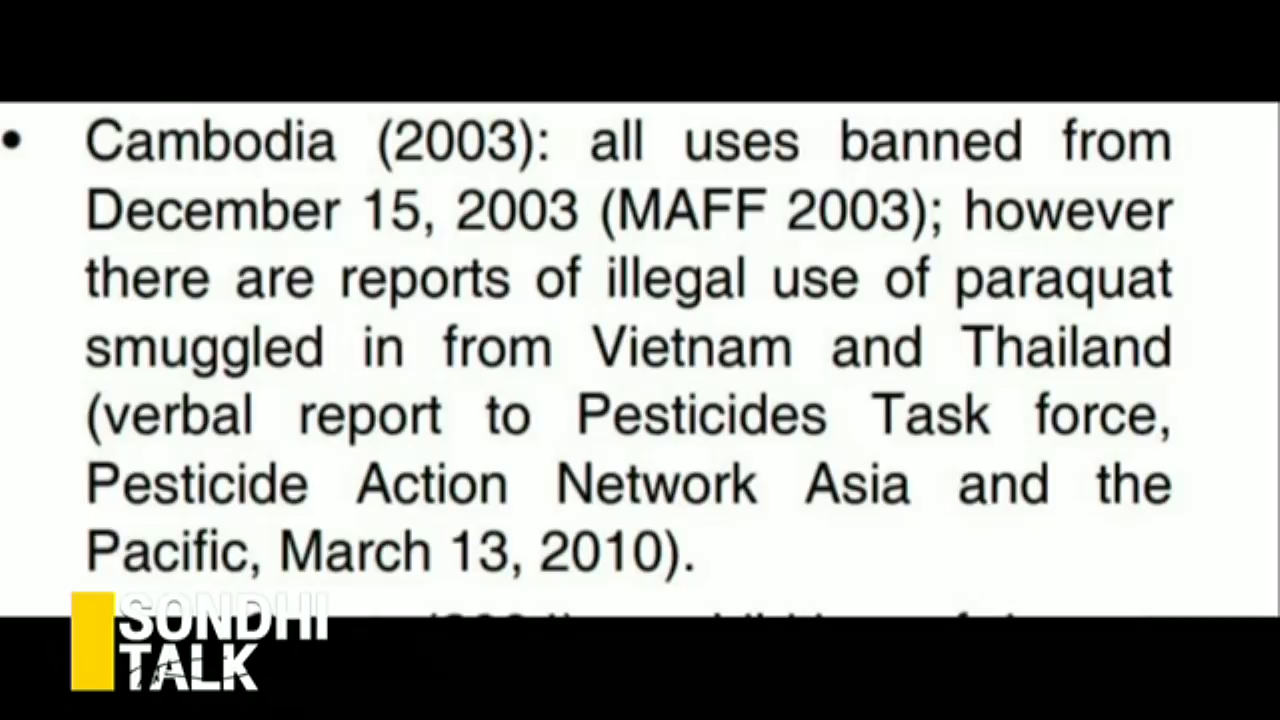 • Cambodia (2003): all uses banned from
December 15, 2003 (MAFF 2003); however
there are reports of illegal use of paraquat
smuggled in from Vietnam and Thailand
(verbal report to Pesticides Task force,
Pesticide Action Network Asia and the
Pacific, March 13, 2010).
SONDHI
TALK